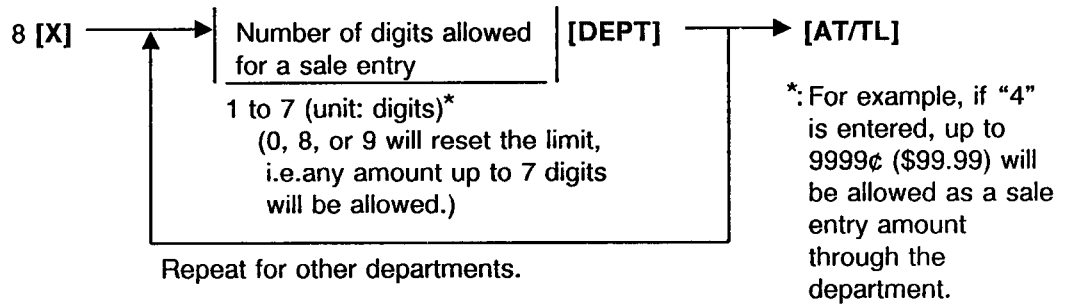 8 [X]
Number of digits allowed
for a sale entry
[DEPT]
[AT/TL]
1 to 7 (unit: digits)*
(0, 8, or 9 will reset the limit,
i.e.any amount up to 7 digits
will be allowed.)
Repeat for other departments.
*: For example, if “4”
is entered, up to
9999¢ ($99.99) will
be allowed as a sale
entry amount
through the
department.